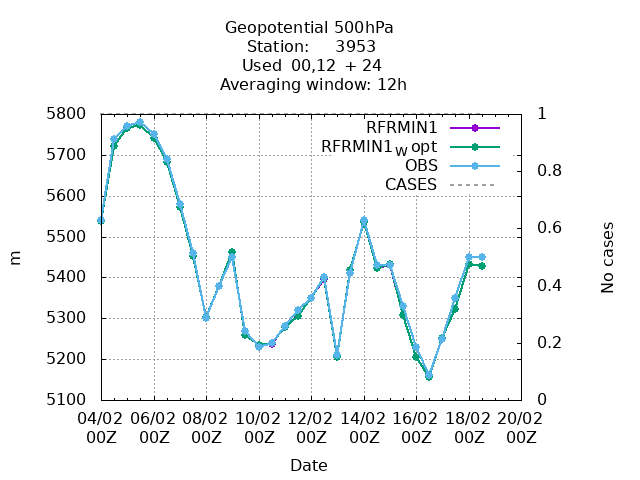 Geopotential 500hPa
Station: 3953
Used 00,12 + 24
Averaging window: 12h
5800
5700
5600
5500
5400
5300
5200
5100
m
1
0.8
0.6
0.4
0.2
0
No cases
RFRMIN1
RFRMIN1W opt
OBS
CASES
04/02 06/02 08/02 10/02 12/02 14/02 16/02 18/02 20/02
00Z 00Z 00Z 00Z 00Z 00Z 00Z 00Z 00Z
Date